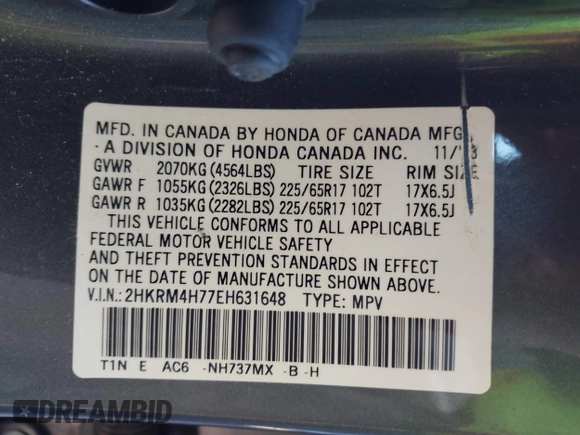 MFD. IN CANADA BY HONDA OF CANADA MFG.
A DIVISION OF HONDA CANADA INC. 11/
GVWR 2070KG (4564LBS) TIRE SIZE RIM SIZE
GAWR F 1055KG (2326LBS) 225/65R17 102T 17X6.5J
GAWR R 1035KG (2282LBS) 225/65R17 102T 17X6.5J
THIS VEHICLE CONFORMS TO ALL APPLICABLE
FEDERAL MOTOR VEHICLE SAFETY
AND THEFT PREVENTION STANDARDS IN EFFECT
ON THE DATE OF MANUFACTURE SHOWN ABOVE.
V.I.N.: 2HKRM4H77EH631648 TYPE: MPV
T1N E AC6 -NH737MX -B -H
DREAMBID